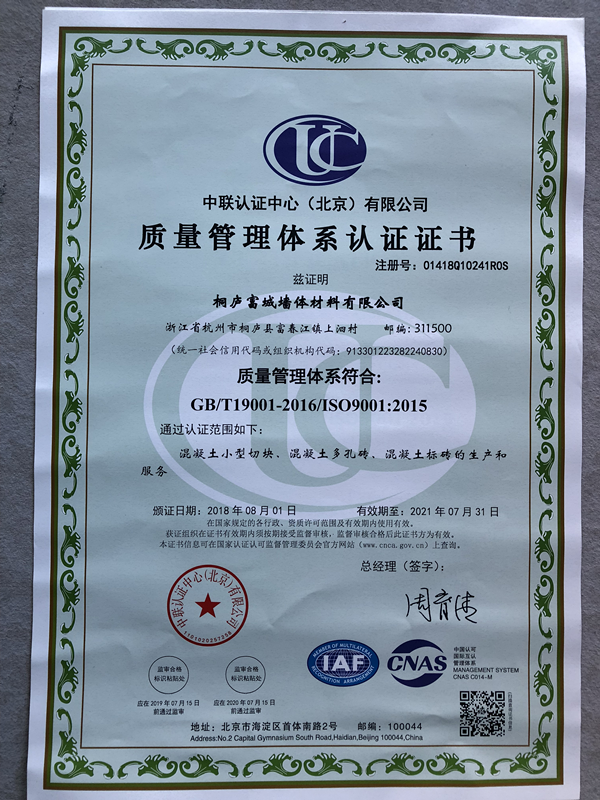 UCC
中联认证中心（北京）有限公司
质量管理体系认证证书
注册号：01418Q10241R0S
兹证明
桐庐富城墙体材料有限公司
浙江省杭州市桐庐县富春江镇上泗村 邮编：311500
（统一社会信用代码或组织机构代码：913301223282240830）
质量管理体系符合:
GB/T19001-2016/ISO9001:2015
通过认证范围如下：
混凝土小型切块、混凝土多孔砖、混凝土标砖的生产和
服务
颁证日期：2018 年 08 月 01 日 有效期至：2021 年 07 月 31 日
在国家规定的各行政、资质许可范围及有效期内使用有效。
获证组织在证书有效期内须按期接受监督审核，监督审核合格后此证书方为有效。
本证书信息可在国家认证认可监督管理委员会官方网站（www.cnca.gov.cn）上查询。
总经理（签字）：
中联认证中心(北京)有限公司
监审合格
标识粘贴处
监审合格
标识粘贴处
应在 2019 年 07 月 15 日
前通过监审
应在 2020 年 07 月 15 日
前通过监审
MEMBER OF MULTILATERAL
IAF
RECOGNITION ARRANGEMENT
CNAS
中国认可
国际互认
管理体系
MANAGEMENT SYSTEM
CNAS C014-M
地址：北京市海淀区首体南路2号 邮编：100044
Address:No.2 Capital Gymnasium South Road,Haidian,Beijing 100044,China